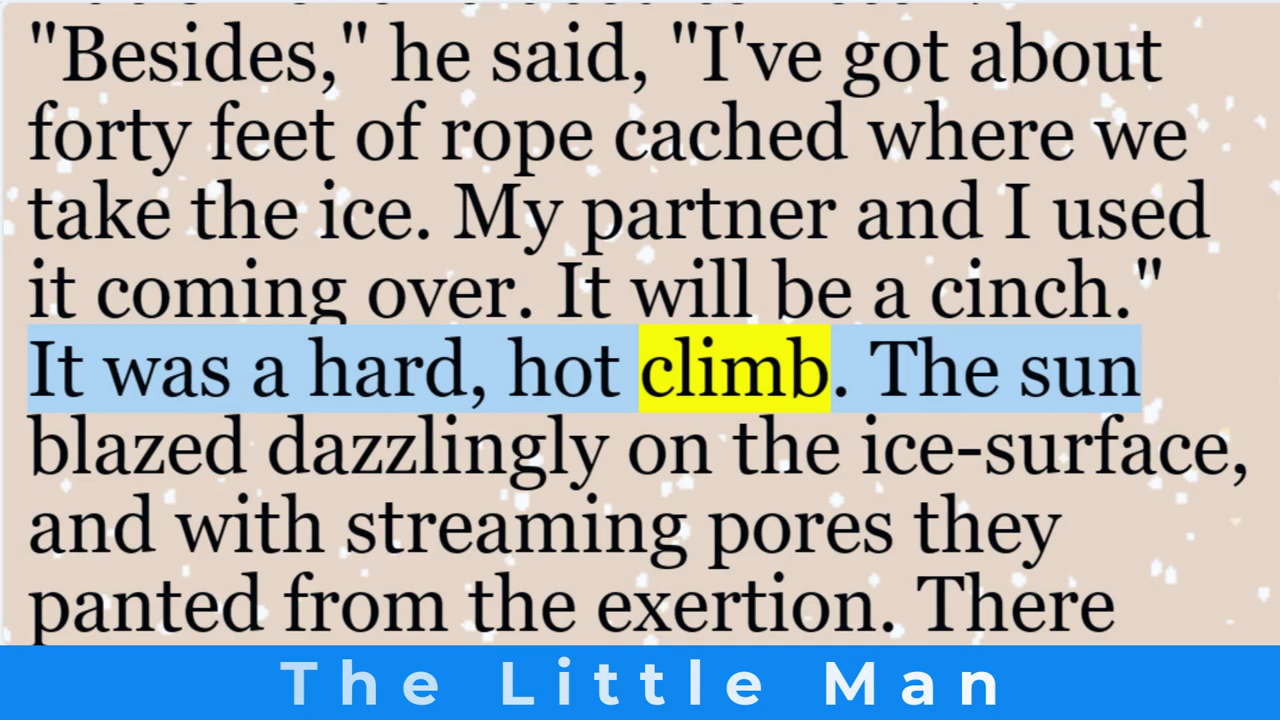 "Besides," he said, "I've got about
forty feet of rope cached where we
take the ice. My partner and I used
it coming over. It will be a cinch."
It was a hard, hot climb. The sun
blazed dazzlingly on the ice-surface,
and with streaming pores they
panted from the exertion. There
The Little Man